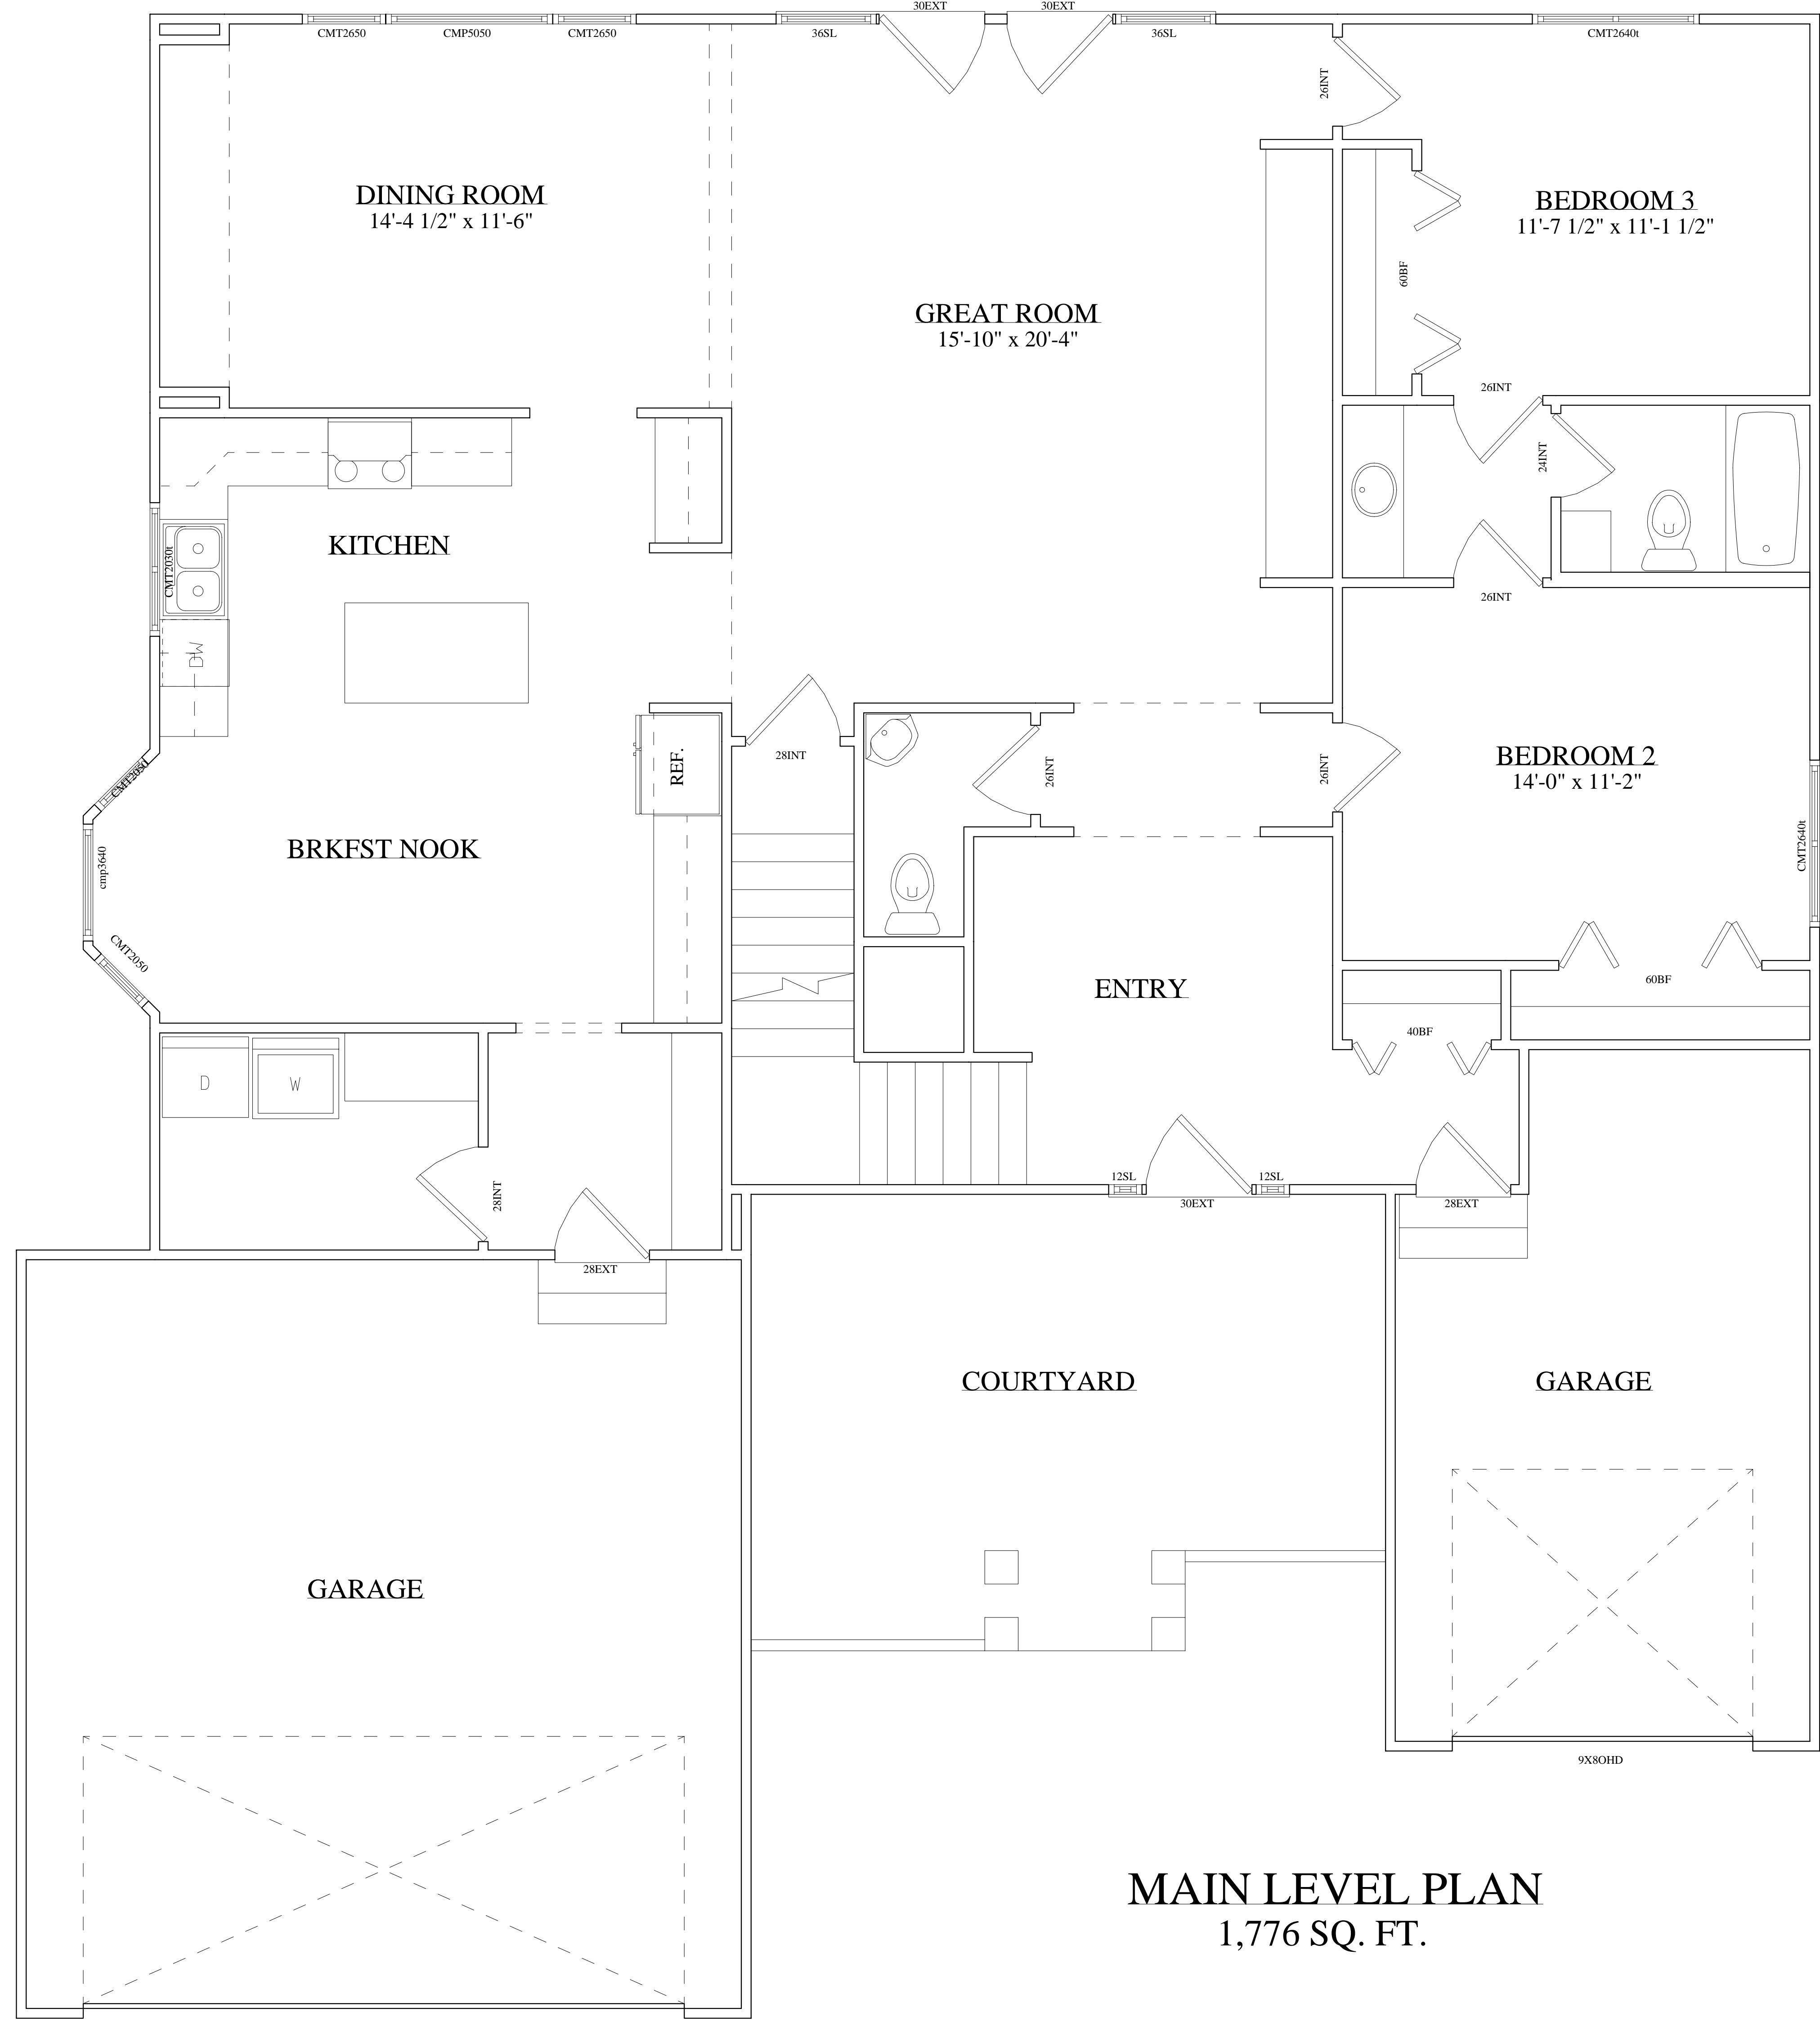 30EXT
30EXT
CMT2650
CMP5050
CMT2650
36SL
36SL
CMT2640t
26INT
DINING ROOM
14'-4 1/2" x 11'-6"
BEDROOM 3
11'-7 1/2" x 11'-1 1/2"
60BF
GREAT ROOM
15'-10" x 20'-4"
26INT
24INT
KITCHEN
CMT2030t
26INT
DW
28INT
REF.
26INT
26INT
BEDROOM 2
14'-0" x 11'-2"
CMT2050
BRKFST NOOK
cmp3640
CMT2640t
CMT2050
ENTRY
60BF
40BF
D
W
28INT
12SL
12SL
30EXT
28EXT
28EXT
COURTYARD
GARAGE
GARAGE
9X8OHD
MAIN LEVEL PLAN
1,776 SQ. FT.